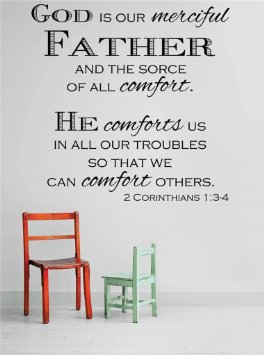 GOD IS OUR merciful
FATHER
AND THE SORCE
OF ALL comfort.
HE comforts US
IN ALL OUR TROUBLES
SO THAT WE
CAN comfort OTHERS.
2 CORINTHIANS 1:3-4